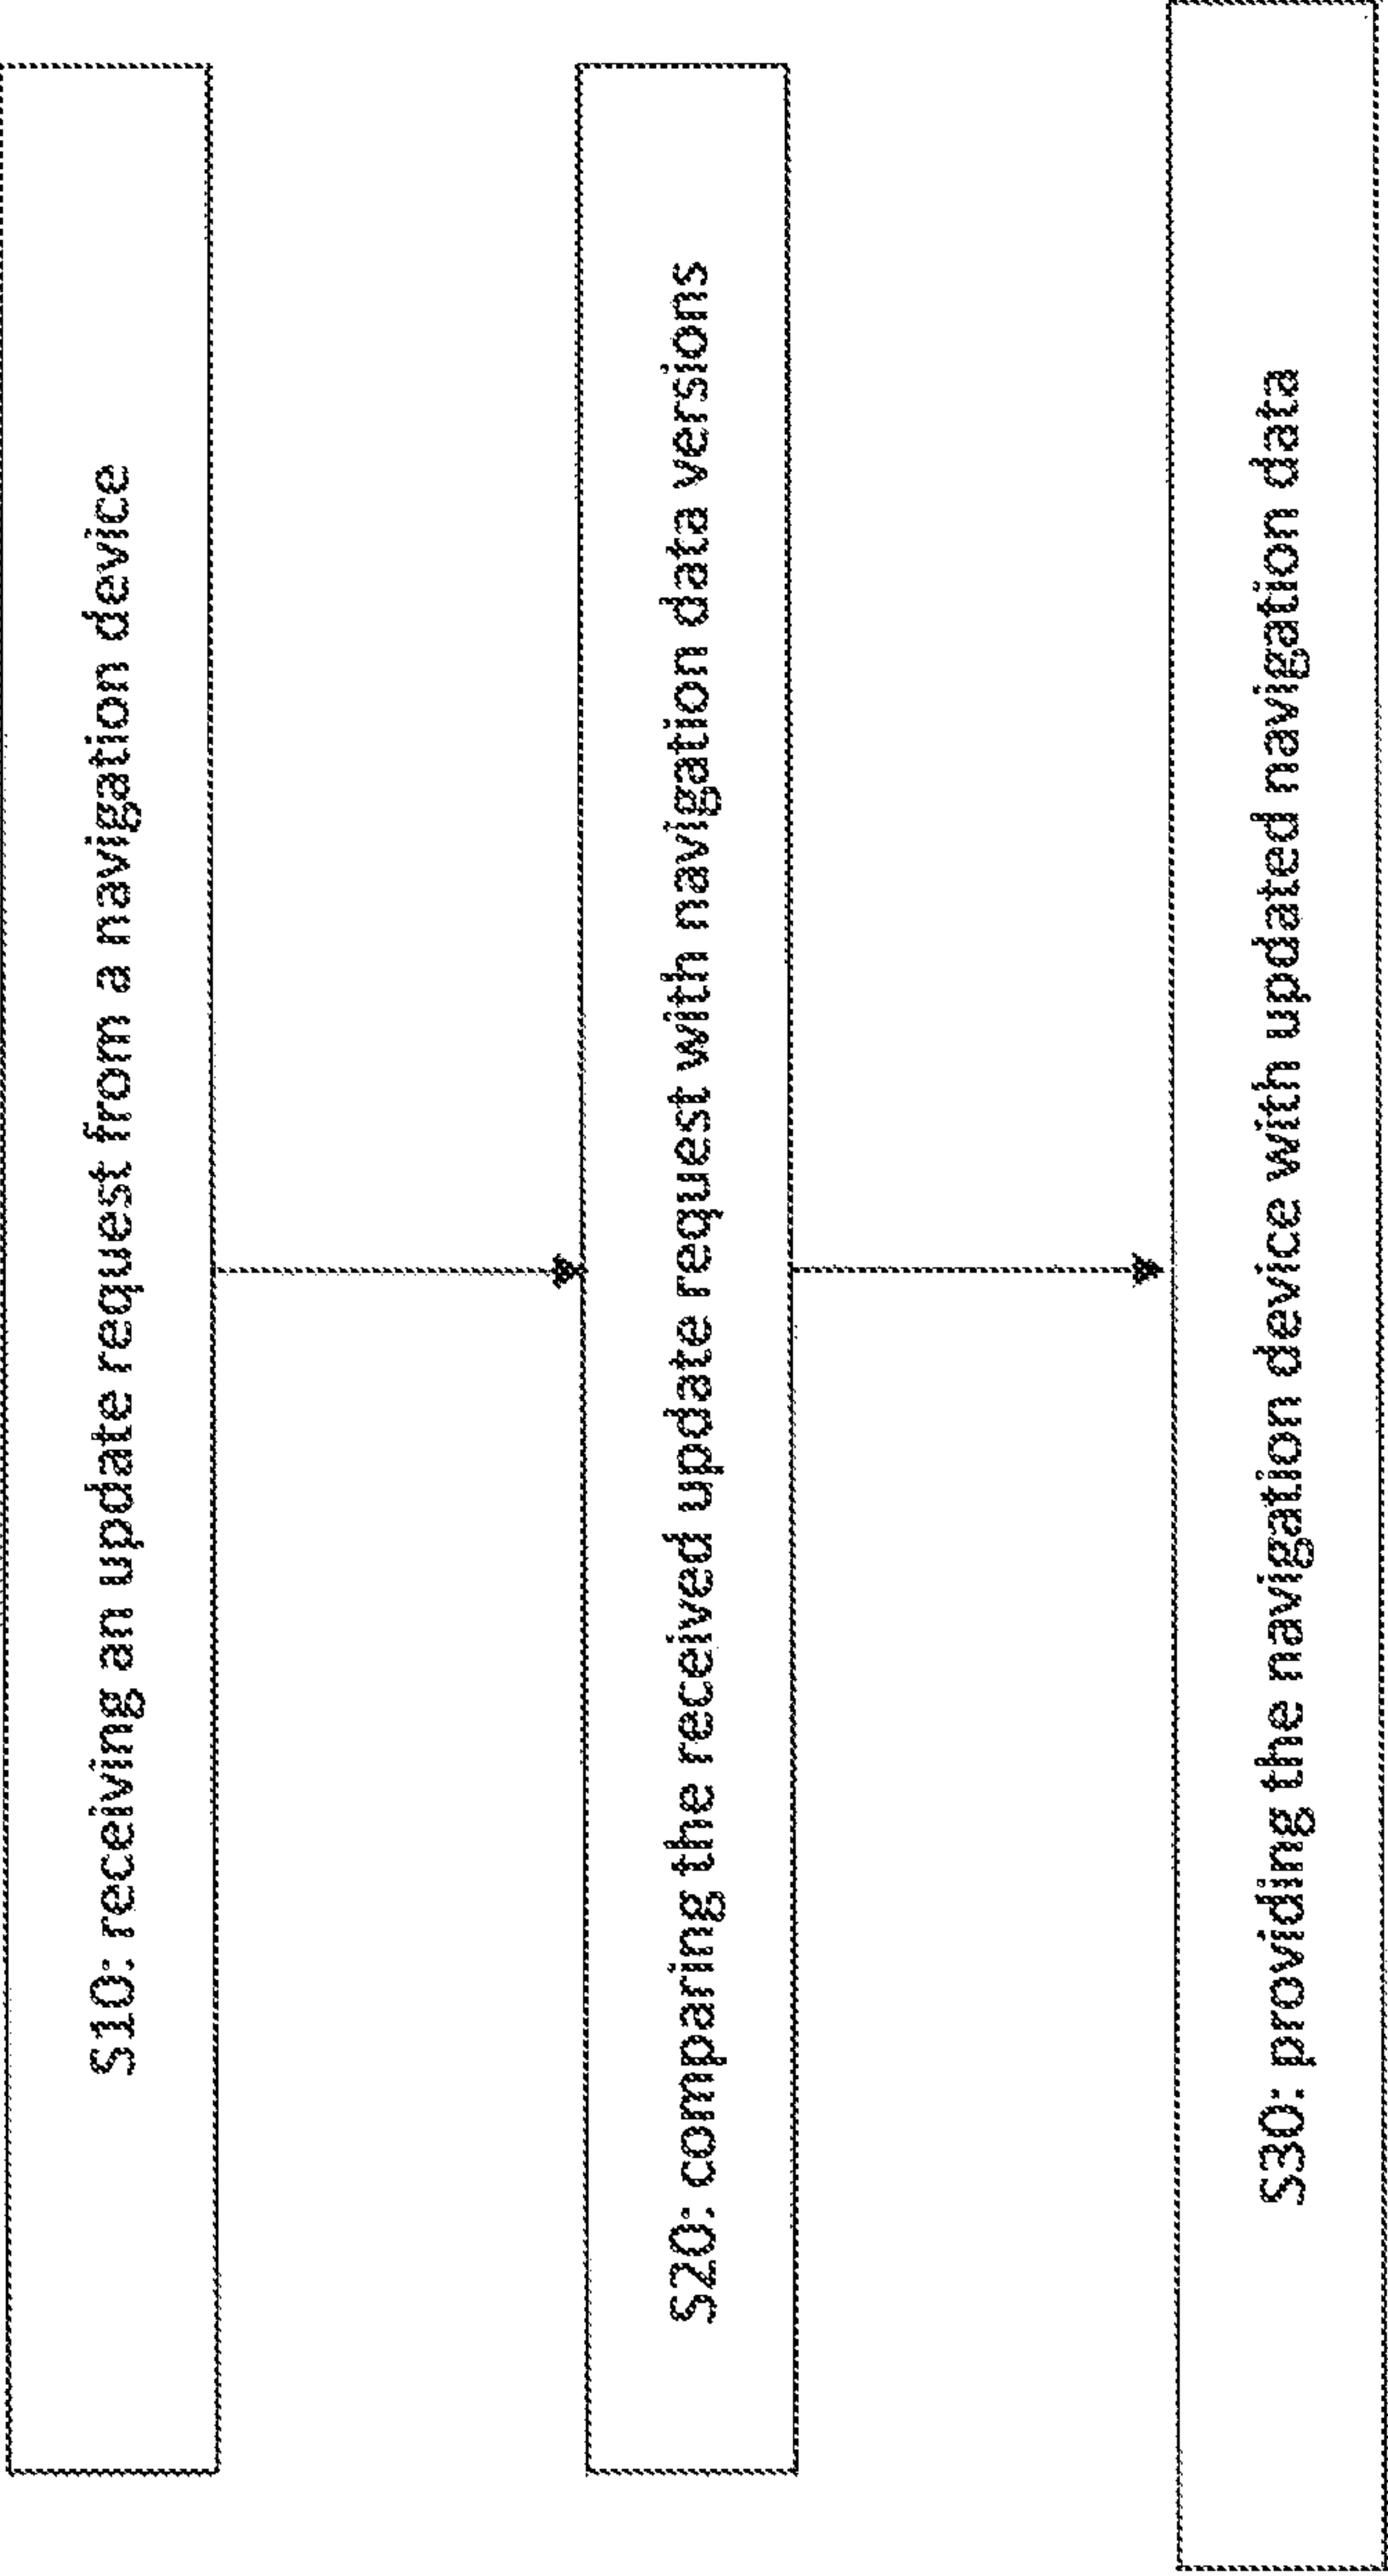 S10: receiving an update request from a navigation device
S20: comparing the received update request with navigation data versions
S30: providing the navigation device with updated navigation data